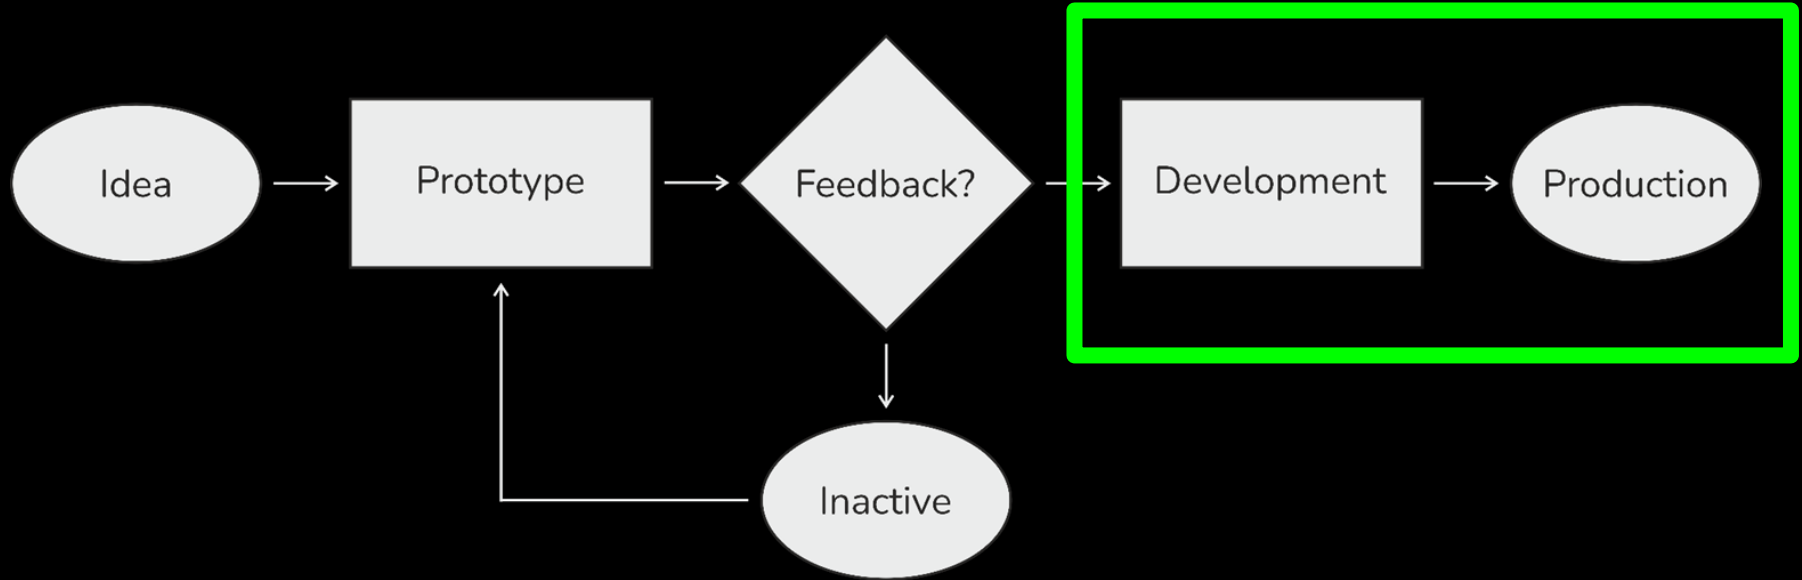 Idea
Prototype
Feedback?
Development
Production
Inactive